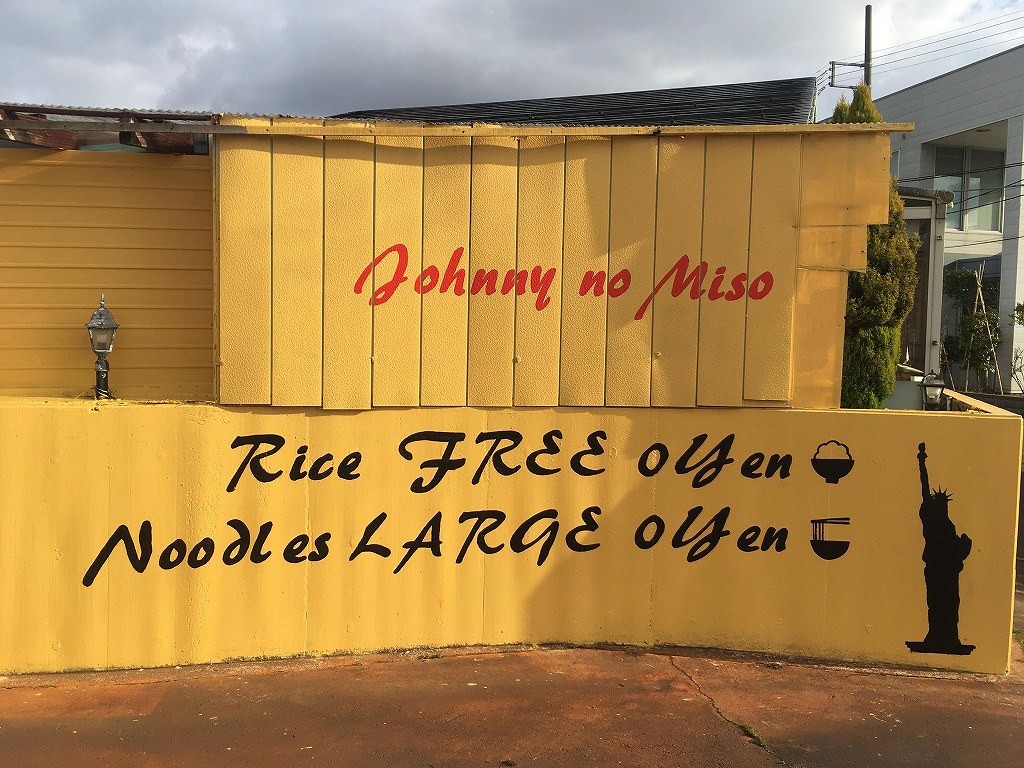 Johnny no Miso
Rice FREE 0Yen
Noodles LARGE 0Yen